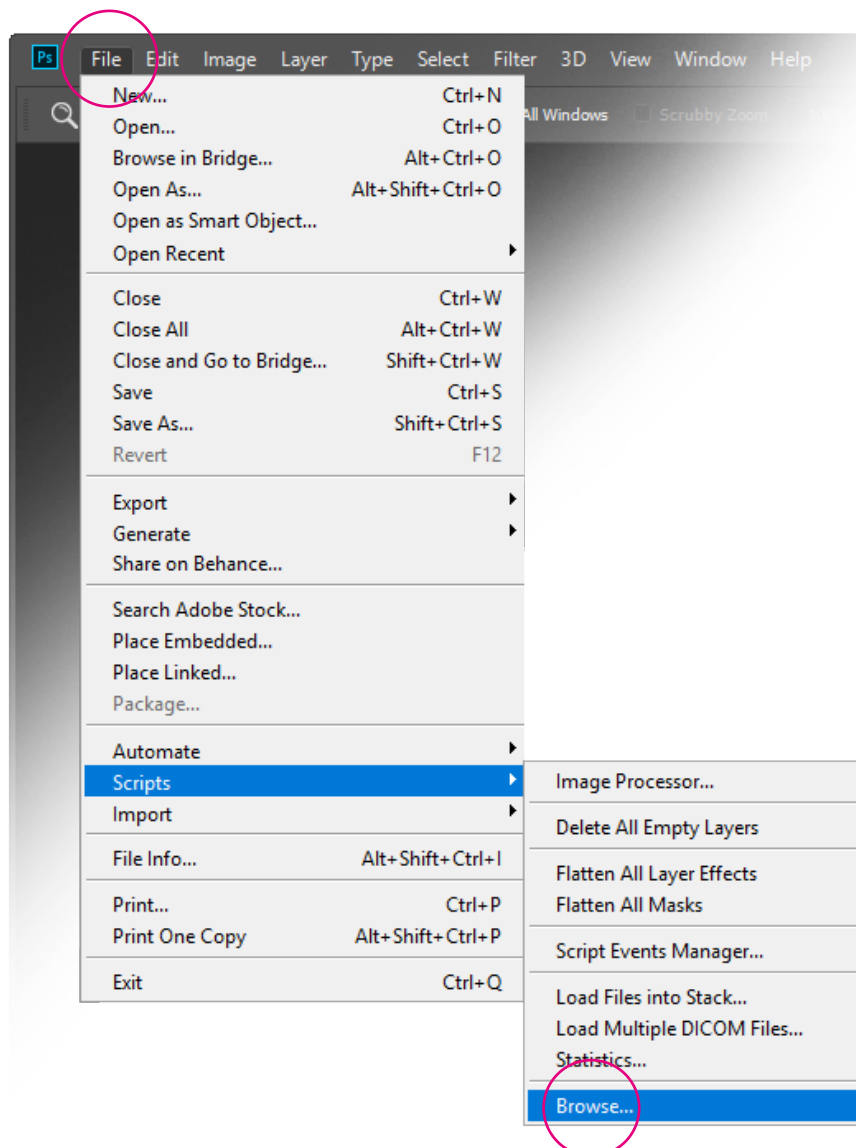 Ps File Edit Image Layer Type Select Filter 3D View Window Help
All Windows Scrubby Zoom
New... Ctrl+N
Open... Ctrl+O
Browse in Bridge... Alt+Ctrl+O
Open As... Alt+Shift+Ctrl+O
Open as Smart Object...
Open Recent
Close Ctrl+W
Close All Alt+Ctrl+W
Close and Go to Bridge... Shift+Ctrl+W
Save Ctrl+S
Save As... Shift+Ctrl+S
Revert F12
Export
Generate
Share on Behance...
Search Adobe Stock...
Place Embedded...
Place Linked...
Package...
Automate
Scripts
Import
File Info... Alt+Shift+Ctrl+I
Print... Ctrl+P
Print One Copy Alt+Shift+Ctrl+P
Exit Ctrl+Q
Image Processor...
Delete All Empty Layers
Flatten All Layer Effects
Flatten All Masks
Script Events Manager...
Load Files into Stack...
Load Multiple DICOM Files...
Statistics...
Browse...